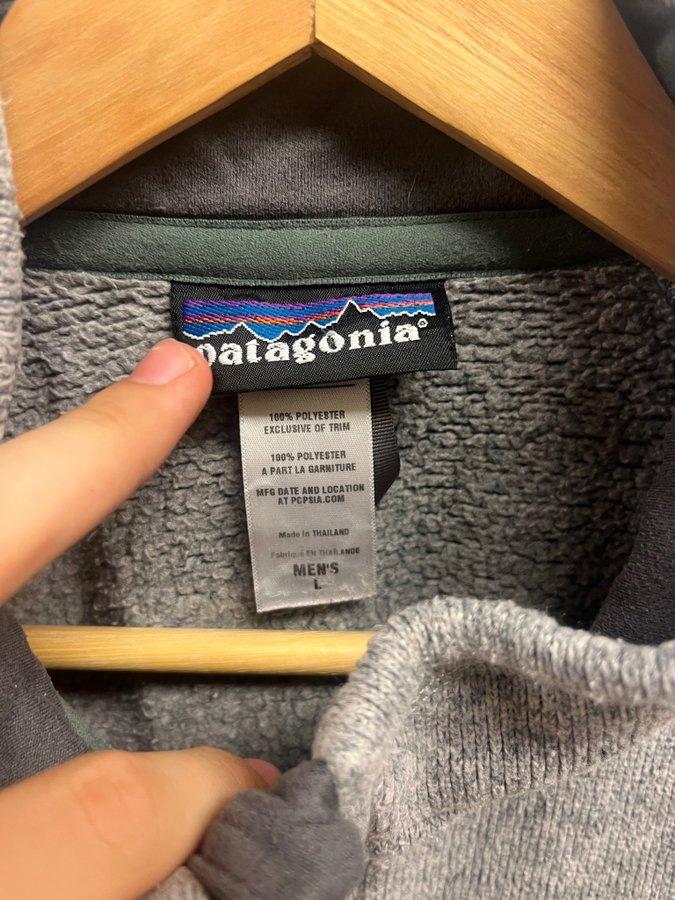 patagonia®
100% POLYESTER
EXCLUSIVE OF TRIM
100% POLYESTER
A PART LA GARNITURE
MFG DATE AND LOCATION
AT PCPSIA.COM
Made in THAILAND
Fabriqué EN THAÏLANDE
MEN'S
L